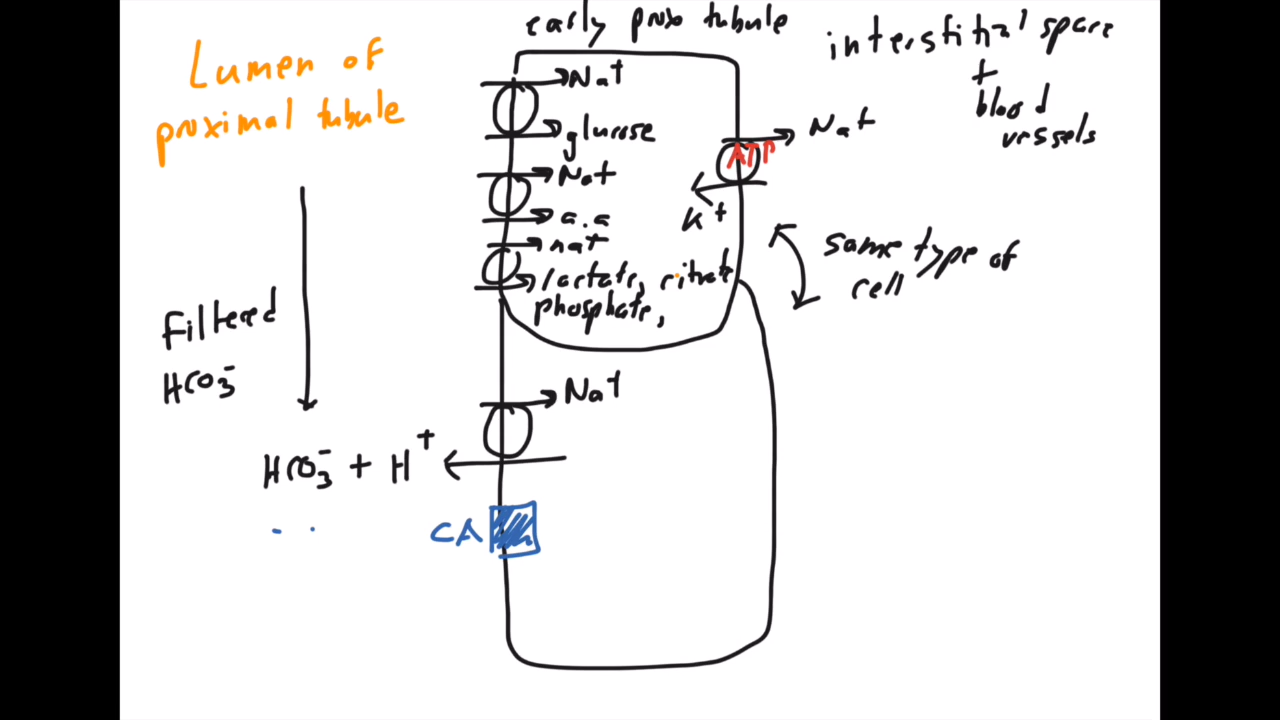 early prox tubule
interstitial space
+
blood
vessels
Lumen of
proximal tubule
Na+
glucose
Na+
a.a
nat
lactate, citrate
phosphate,
ATP
Na+
K+
same type of
cell
Filtered
HCO3-
Na+
HCO3- + H+
CA